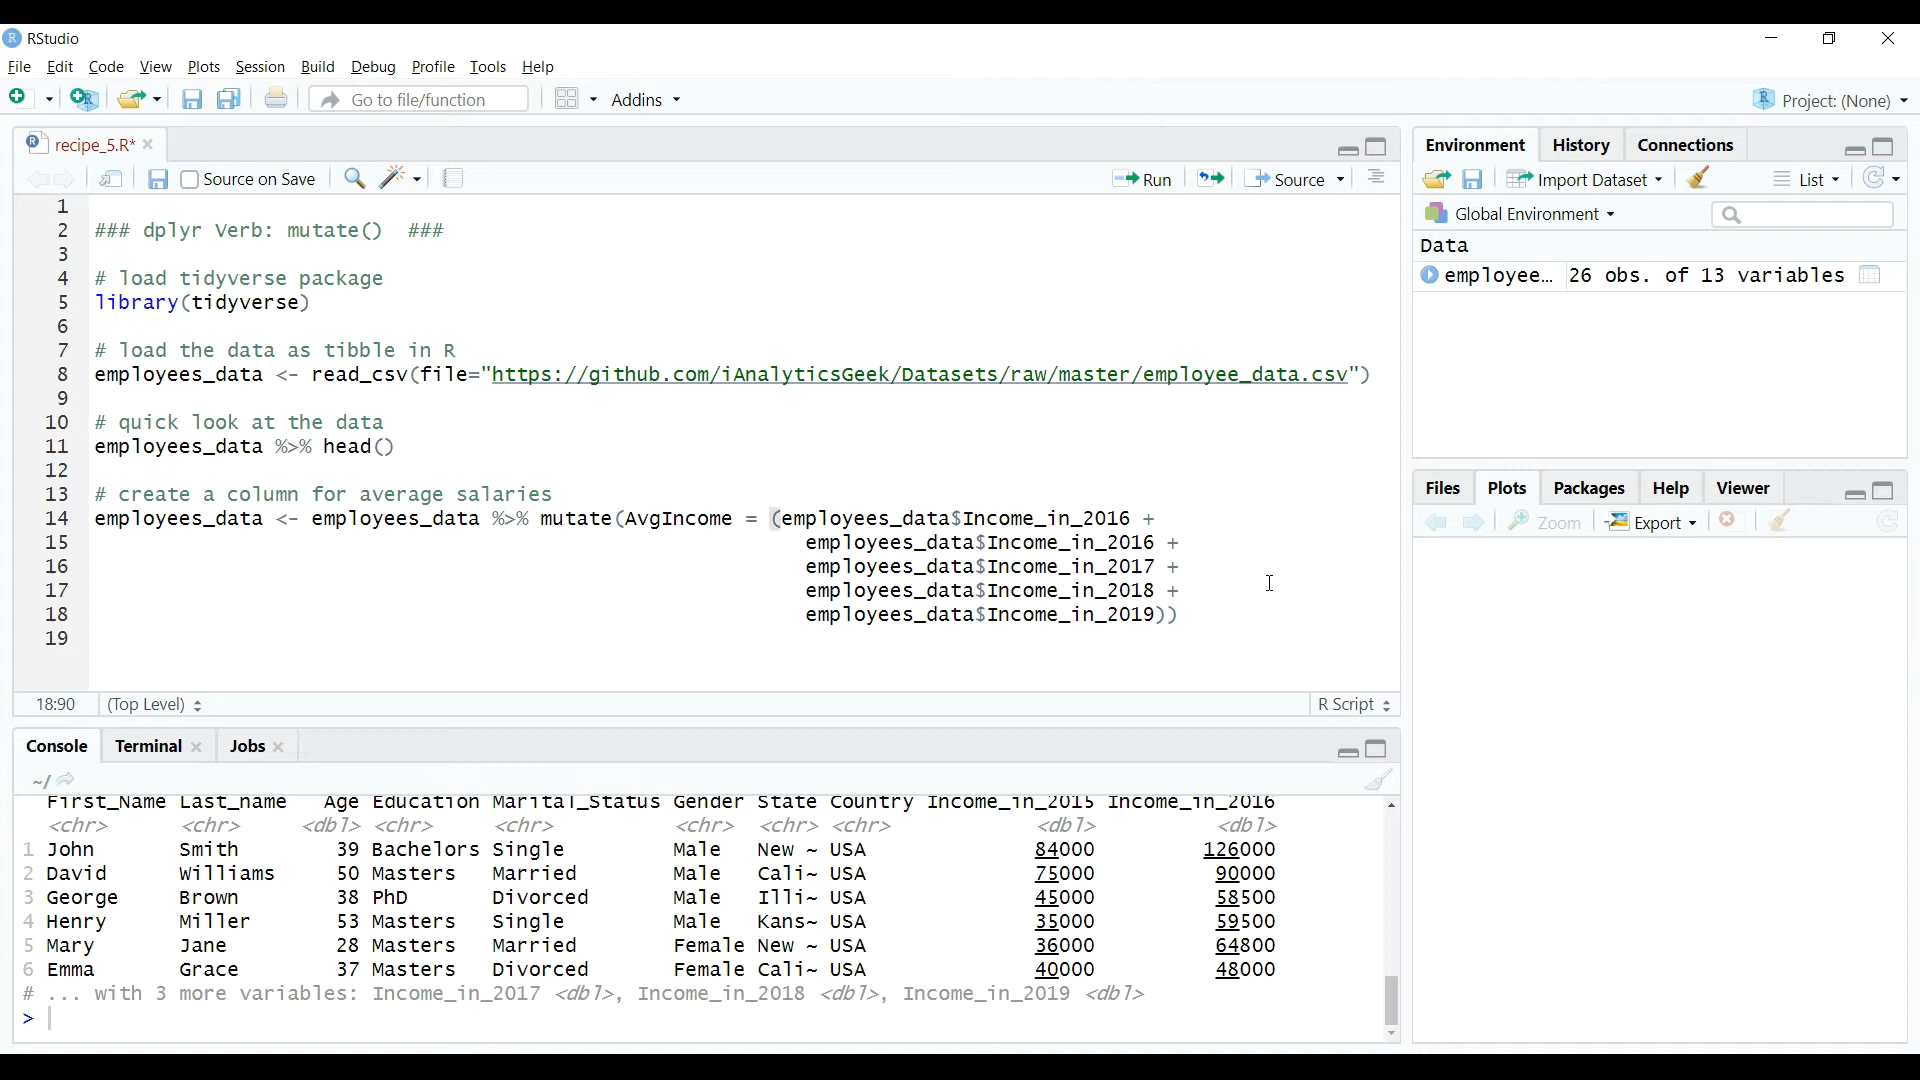 RStudio
File Edit Code View Plots Session Build Debug Profile Tools Help
Go to file/function Addins Project: (None)
recipe_5.R*
Source on Save Run Source
1
2 ### dplyr Verb: mutate() ###
3
4 # load tidyverse package
5 library(tidyverse)
6
7 # load the data as tibble in R
8 employees_data <- read_csv(file="https://github.com/iAnalyticsGeek/Datasets/raw/master/employee_data.csv")
9
10 # quick look at the data
11 employees_data %>% head()
12
13 # create a column for average salaries
14 employees_data <- employees_data %>% mutate(AvgIncome = (employees_data$Income_in_2016 +
15 employees_data$Income_in_2016 +
16 employees_data$Income_in_2017 +
17 employees_data$Income_in_2018 +
18 employees_data$Income_in_2019))
19
18:90 (Top Level) R Script
Console Terminal Jobs
~/
First_Name Last_name Age Education Marital_Status Gender State Country Income_in_2015 Income_in_2016
<chr> <chr> <dbl> <chr> <chr> <chr> <chr> <chr> <dbl> <dbl>
1 John Smith 39 Bachelors Single Male New ~ USA 84000 126000
2 David Williams 50 Masters Married Male Cali~ USA 75000 90000
3 George Brown 38 PhD Divorced Male Illi~ USA 45000 58500
4 Henry Miller 53 Masters Single Male Kans~ USA 35000 59500
5 Mary Jane 28 Masters Married Female New ~ USA 36000 64800
6 Emma Grace 37 Masters Divorced Female Cali~ USA 40000 48000
# ... with 3 more variables: Income_in_2017 <dbl>, Income_in_2018 <dbl>, Income_in_2019 <dbl>
>
Environment History Connections
Import Dataset List
Global Environment
Data
employee... 26 obs. of 13 variables
Files Plots Packages Help Viewer
Zoom Export